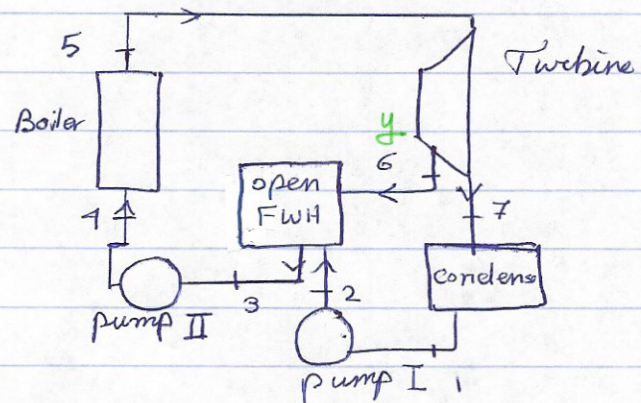 5
Turbine
Boiler
y
6
open
FWH
7
4
condens
3
2
pump II
pump I
1